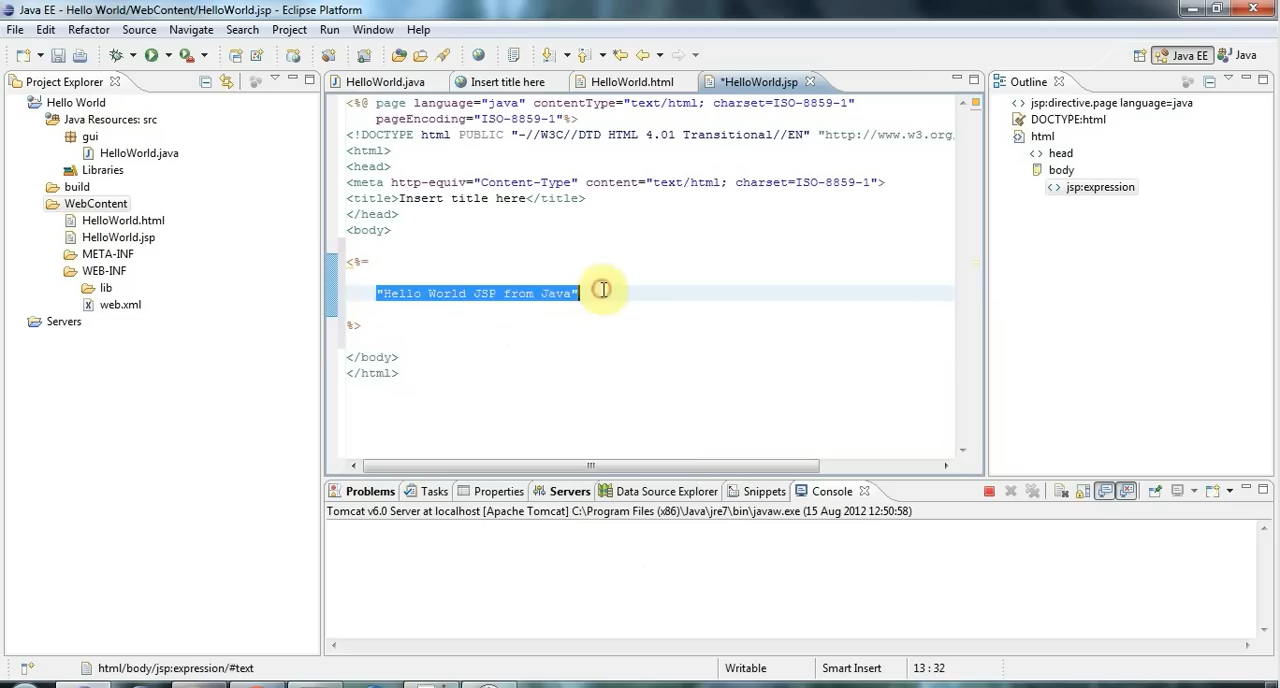 Java EE - Hello World/WebContent/HelloWorld.jsp - Eclipse Platform
File Edit Refactor Source Navigate Search Project Run Window Help
Java EE Java
Project Explorer
Hello World
Java Resources: src
gui
HelloWorld.java
Libraries
build
WebContent
HelloWorld.html
HelloWorld.jsp
META-INF
WEB-INF
lib
web.xml
Servers
HelloWorld.java Insert title here HelloWorld.html *HelloWorld.jsp
<%@ page language="java" contentType="text/html; charset=ISO-8859-1"
pageEncoding="ISO-8859-1"%>
<!DOCTYPE html PUBLIC "-//W3C//DTD HTML 4.01 Transitional//EN" "http://www.w3.org
<html>
<head>
<meta http-equiv="Content-Type" content="text/html; charset=ISO-8859-1">
<title>Insert title here</title>
</head>
<body>
<%=
"Hello World JSP from Java"
%>
</body>
</html>
Outline
jsp:directive.page language=java
DOCTYPE:html
html
head
body
jsp:expression
Problems Tasks Properties Servers Data Source Explorer Snippets Console
Tomcat v6.0 Server at localhost [Apache Tomcat] C:\Program Files (x86)\Java\jre7\bin\javaw.exe (15 Aug 2012 12:50:58)
html/body/jsp:expression/#text Writable Smart Insert 13 : 32